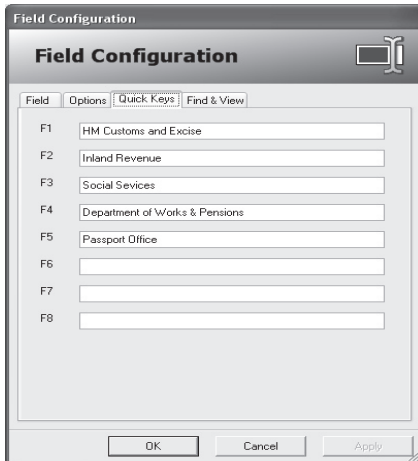 Field Configuration
Field Configuration
Field Options Quick Keys Find & View
F1 HM Customs and Excise
F2 Inland Revenue
F3 Social Sevices
F4 Department of Works & Pensions
F5 Passport Office
F6
F7
F8
OK Cancel Apply